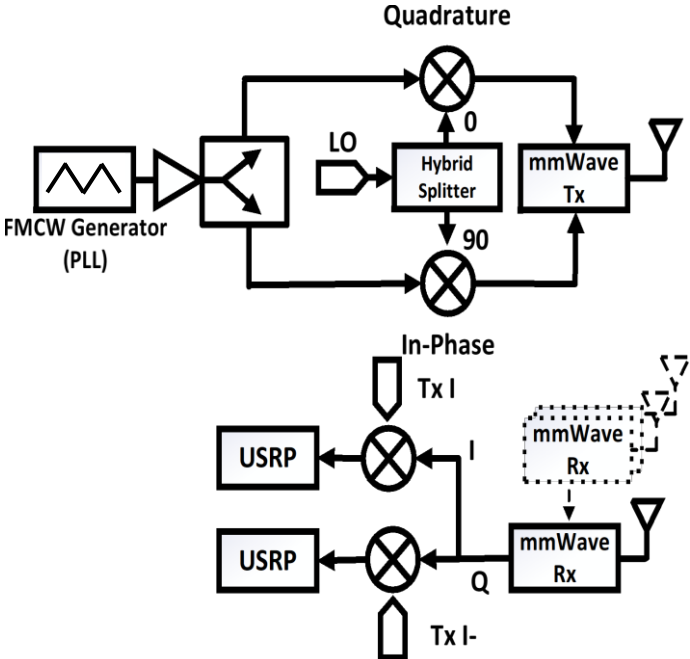 Quadrature
0
LO
Hybrid
Splitter
mmWave
Tx
FMCW Generator
(PLL)
90
In-Phase
Tx I
I
USRP
mmWave
Rx
USRP
Q
mmWave
Rx
Tx I-